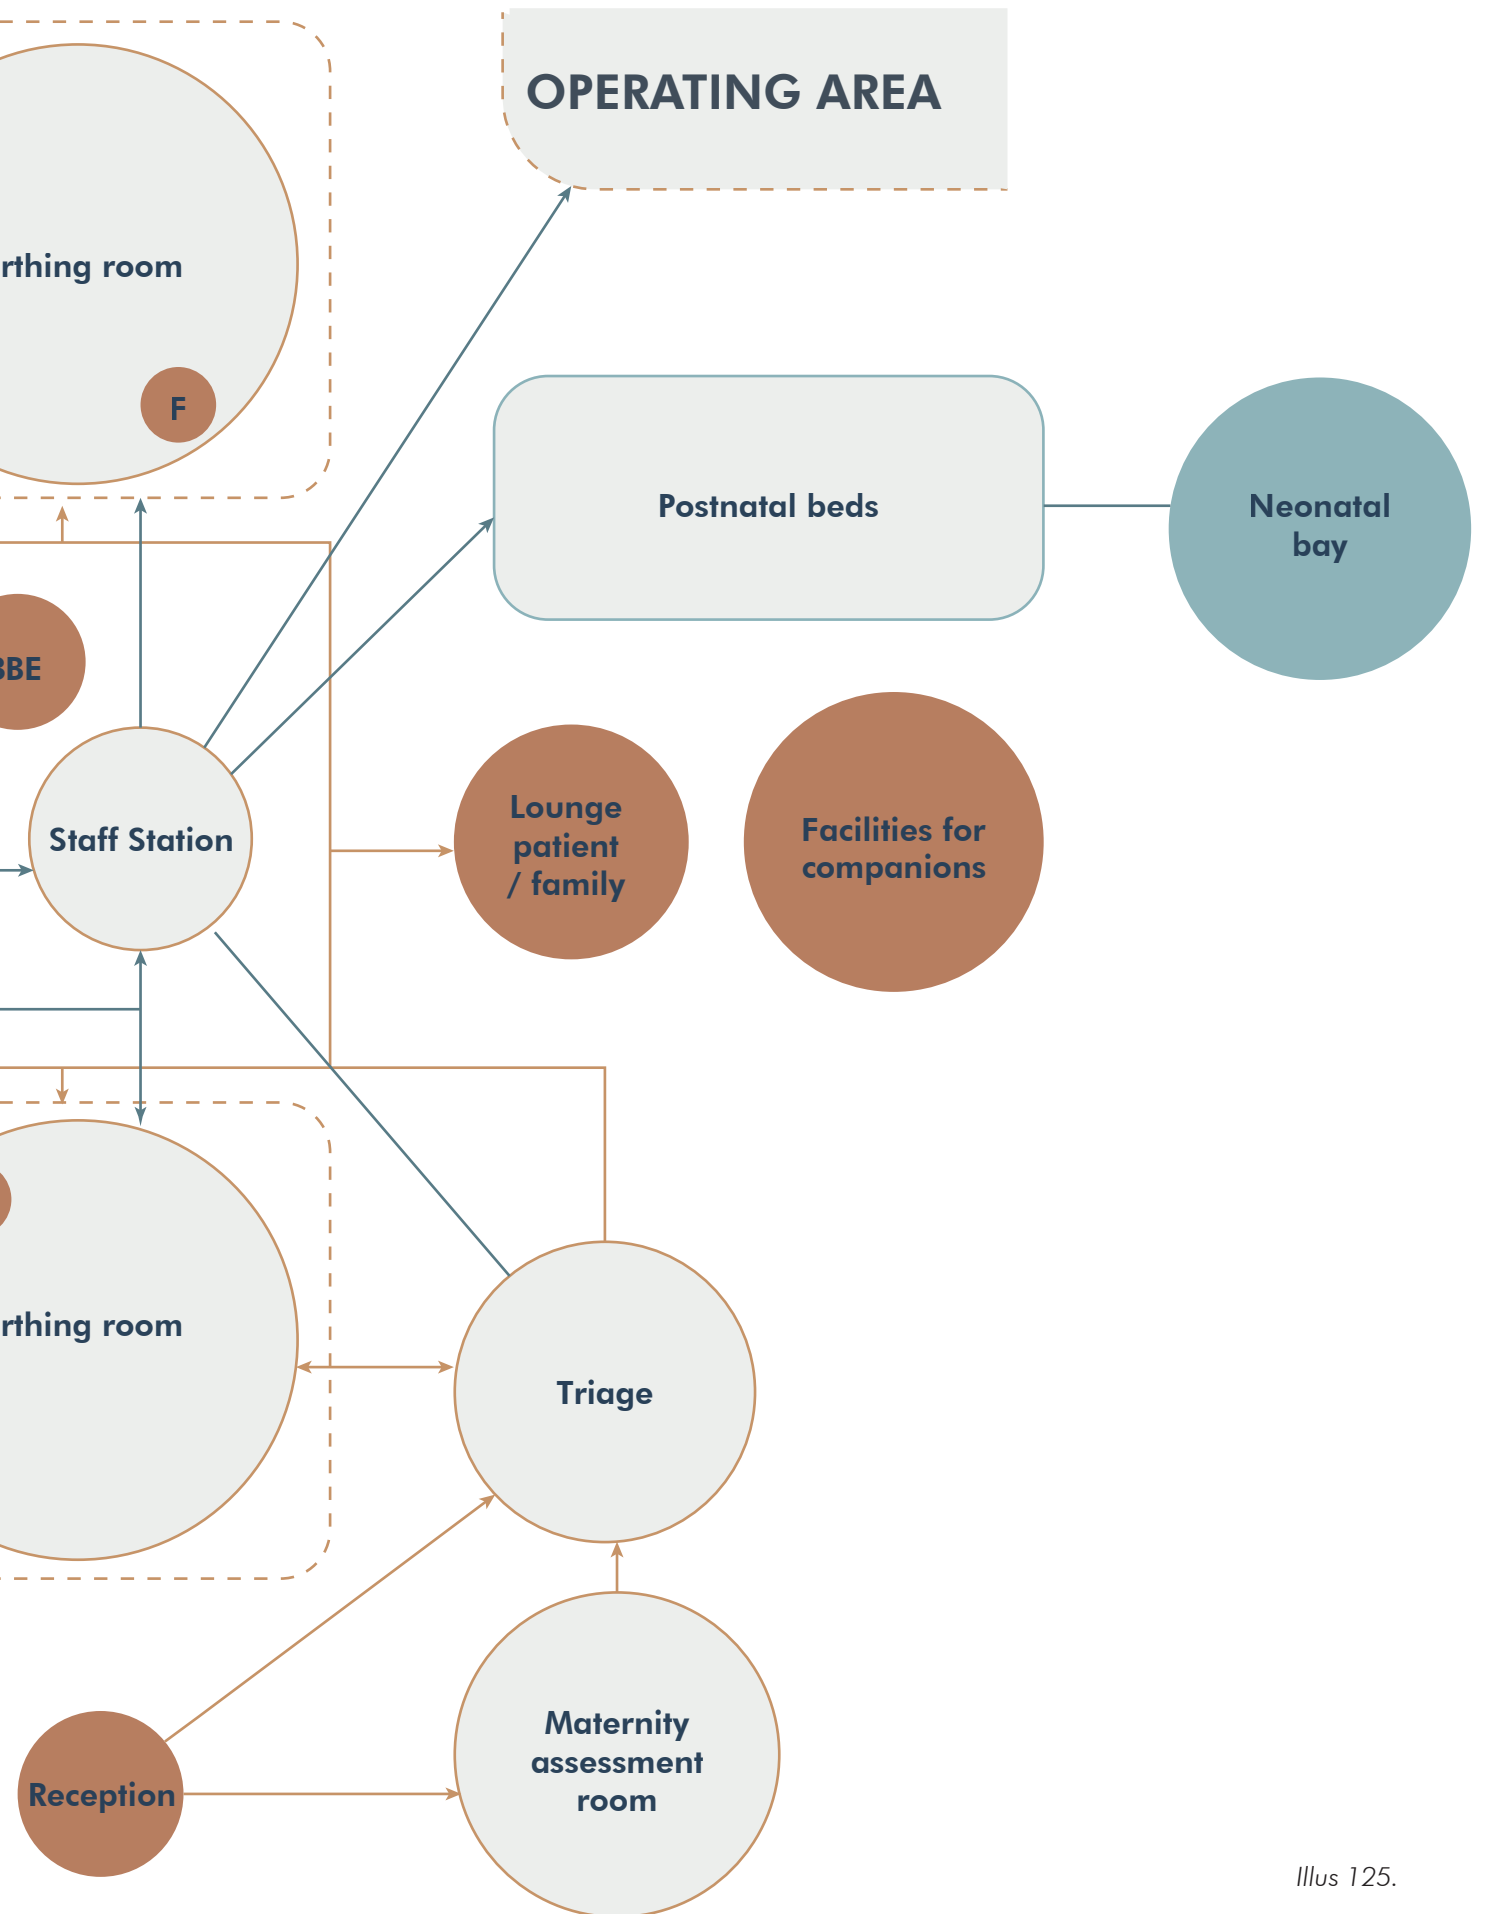 OPERATING AREA
rthing room
F
Postnatal beds
Neonatal
bay
BBE
Staff Station
Lounge
patient
/ family
Facilities for
companions
rthing room
Triage
Maternity
assessment
room
Reception
Illus 125.